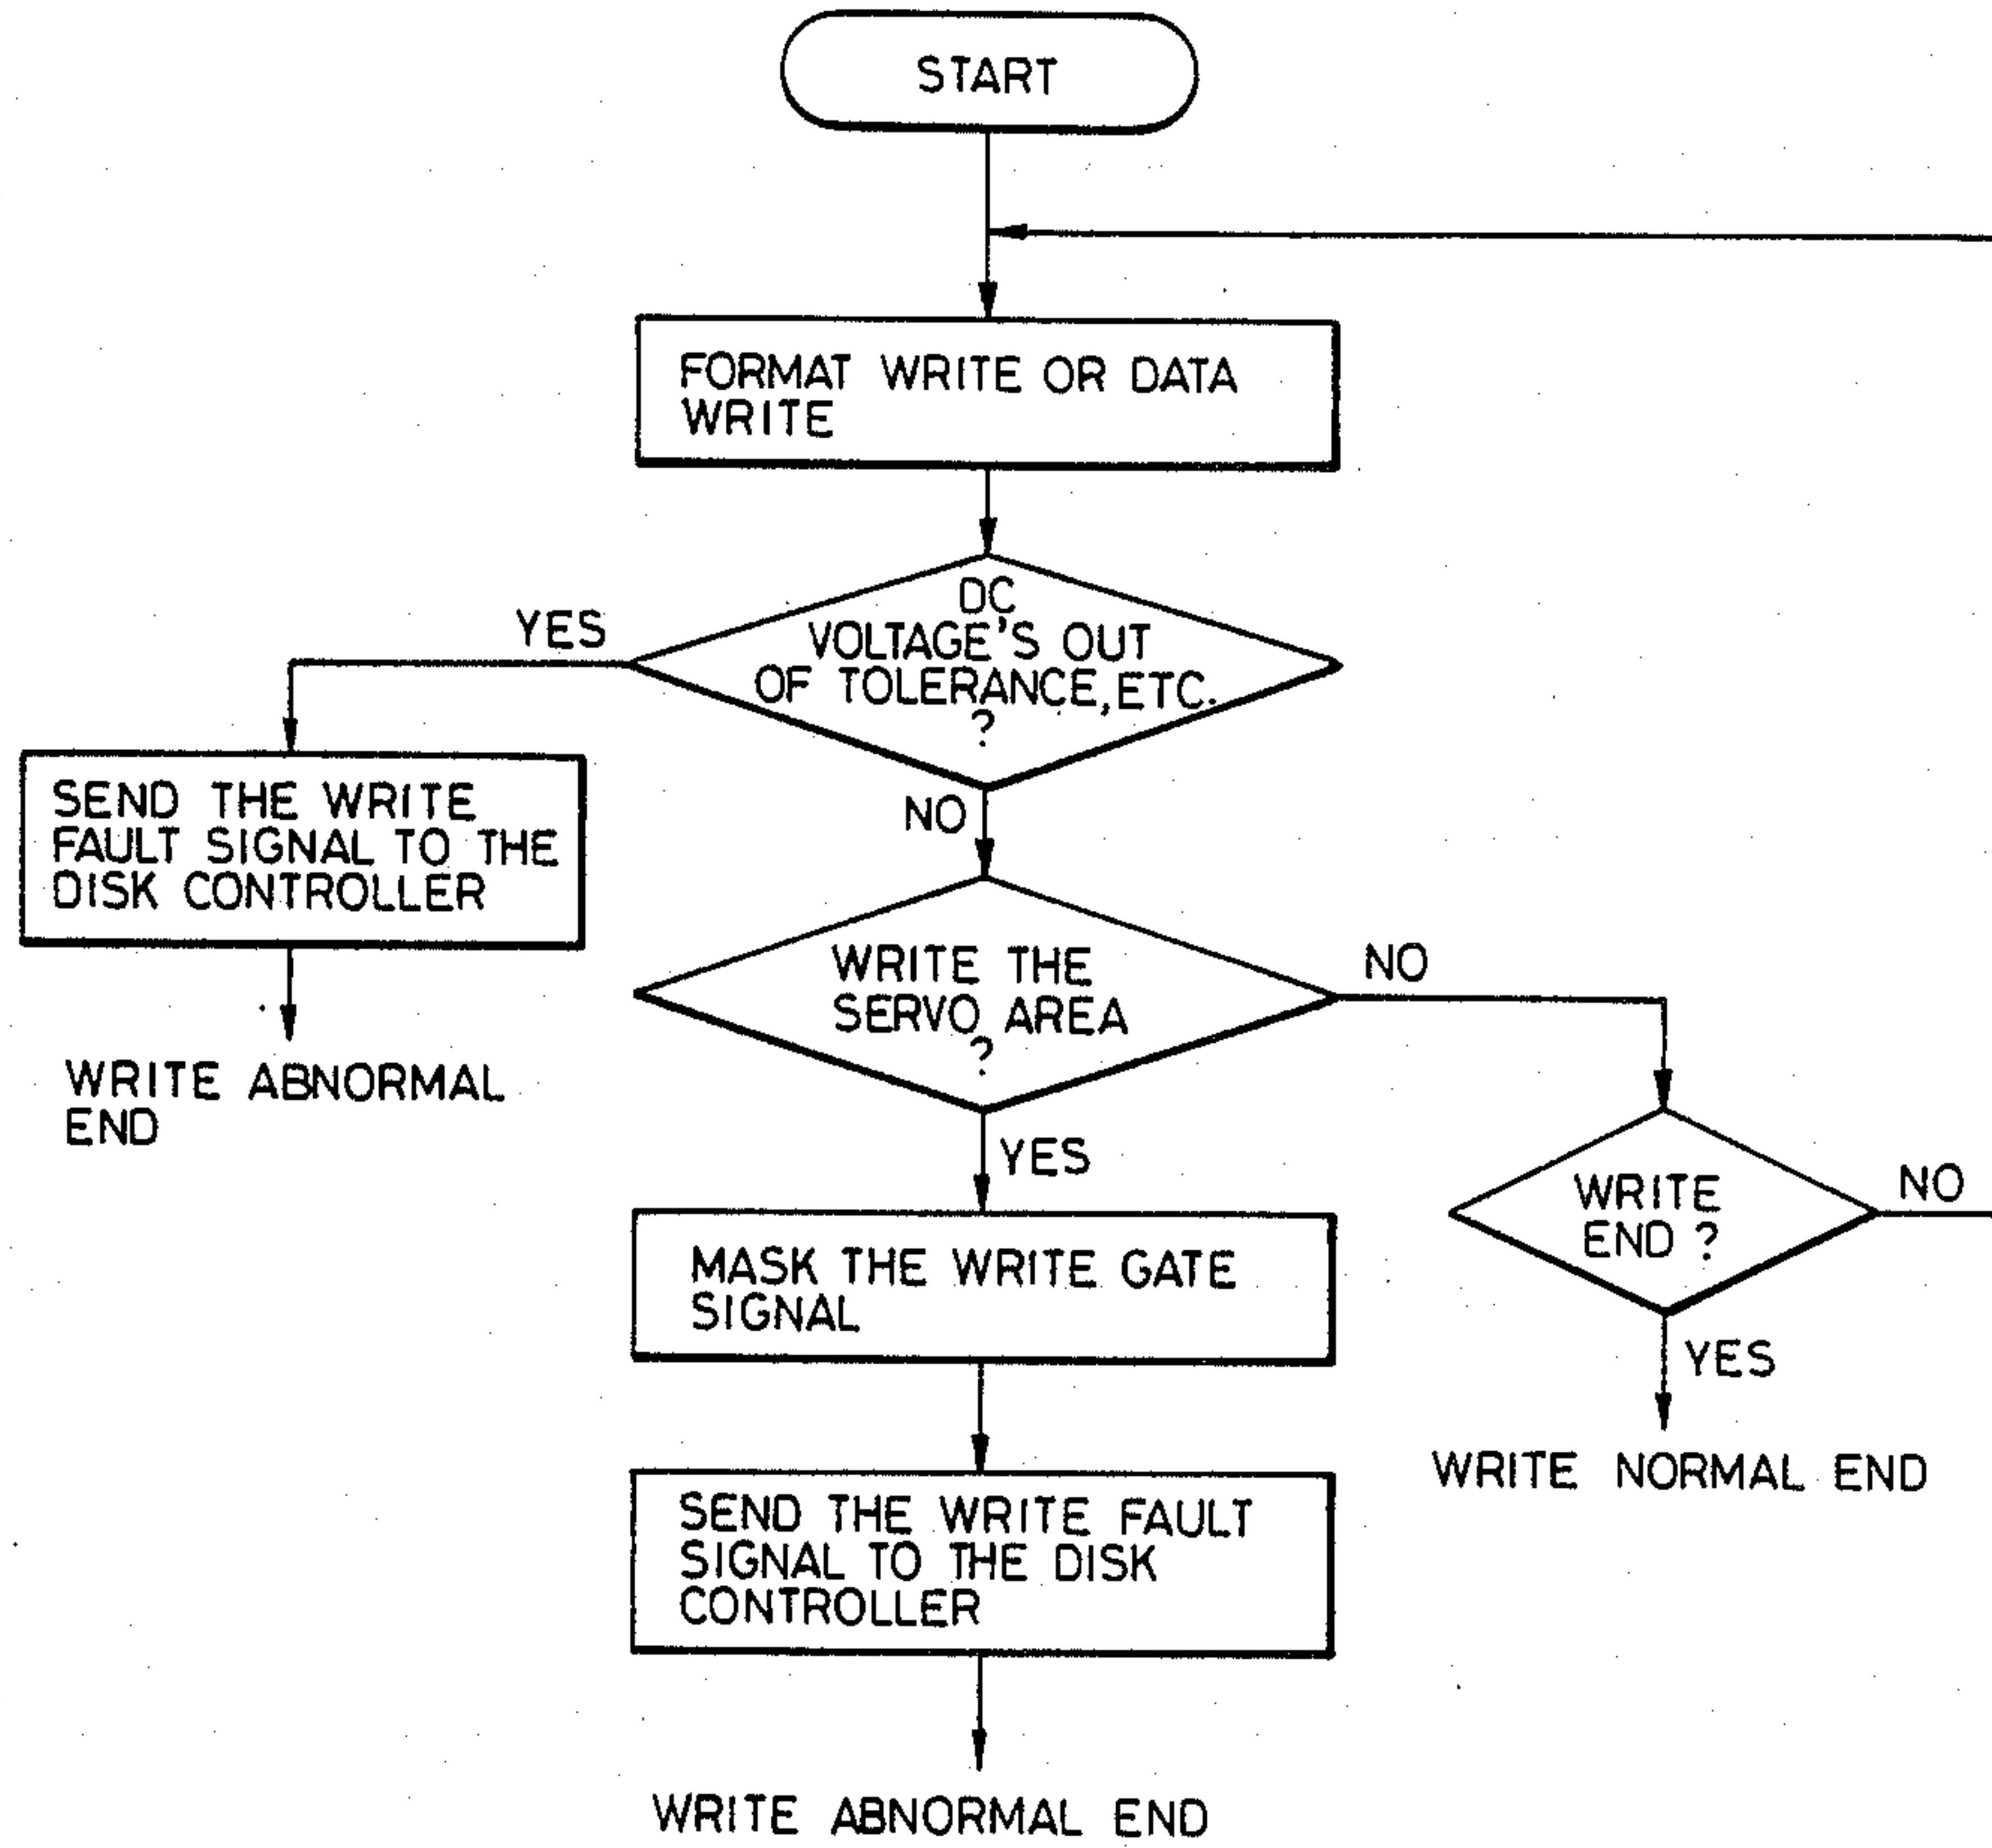 START
FORMAT WRITE OR DATA
WRITE
DC
VOLTAGE'S OUT
OF TOLERANCE, ETC.
?
YES
NO
SEND THE WRITE
FAULT SIGNAL TO THE
DISK CONTROLLER
WRITE ABNORMAL
END
WRITE THE
SERVO AREA
?
NO
YES
WRITE
END ?
NO
YES
WRITE NORMAL END
MASK THE WRITE GATE
SIGNAL
SEND THE WRITE FAULT
SIGNAL TO THE DISK
CONTROLLER
WRITE ABNORMAL END